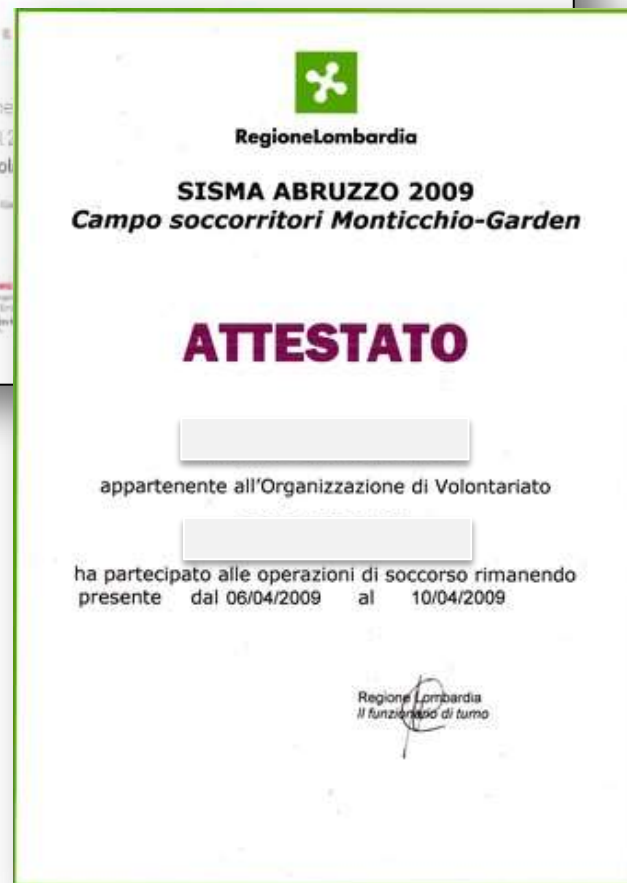 RegioneLombardia
SISMA ABRUZZO 2009
Campo soccorritori Monticchio-Garden
ATTESTATO
appartenente all'Organizzazione di Volontariato
ha partecipato alle operazioni di soccorso rimanendo
presente dal 06/04/2009 al 10/04/2009
Regione Lombardia
Il funzionario di turno